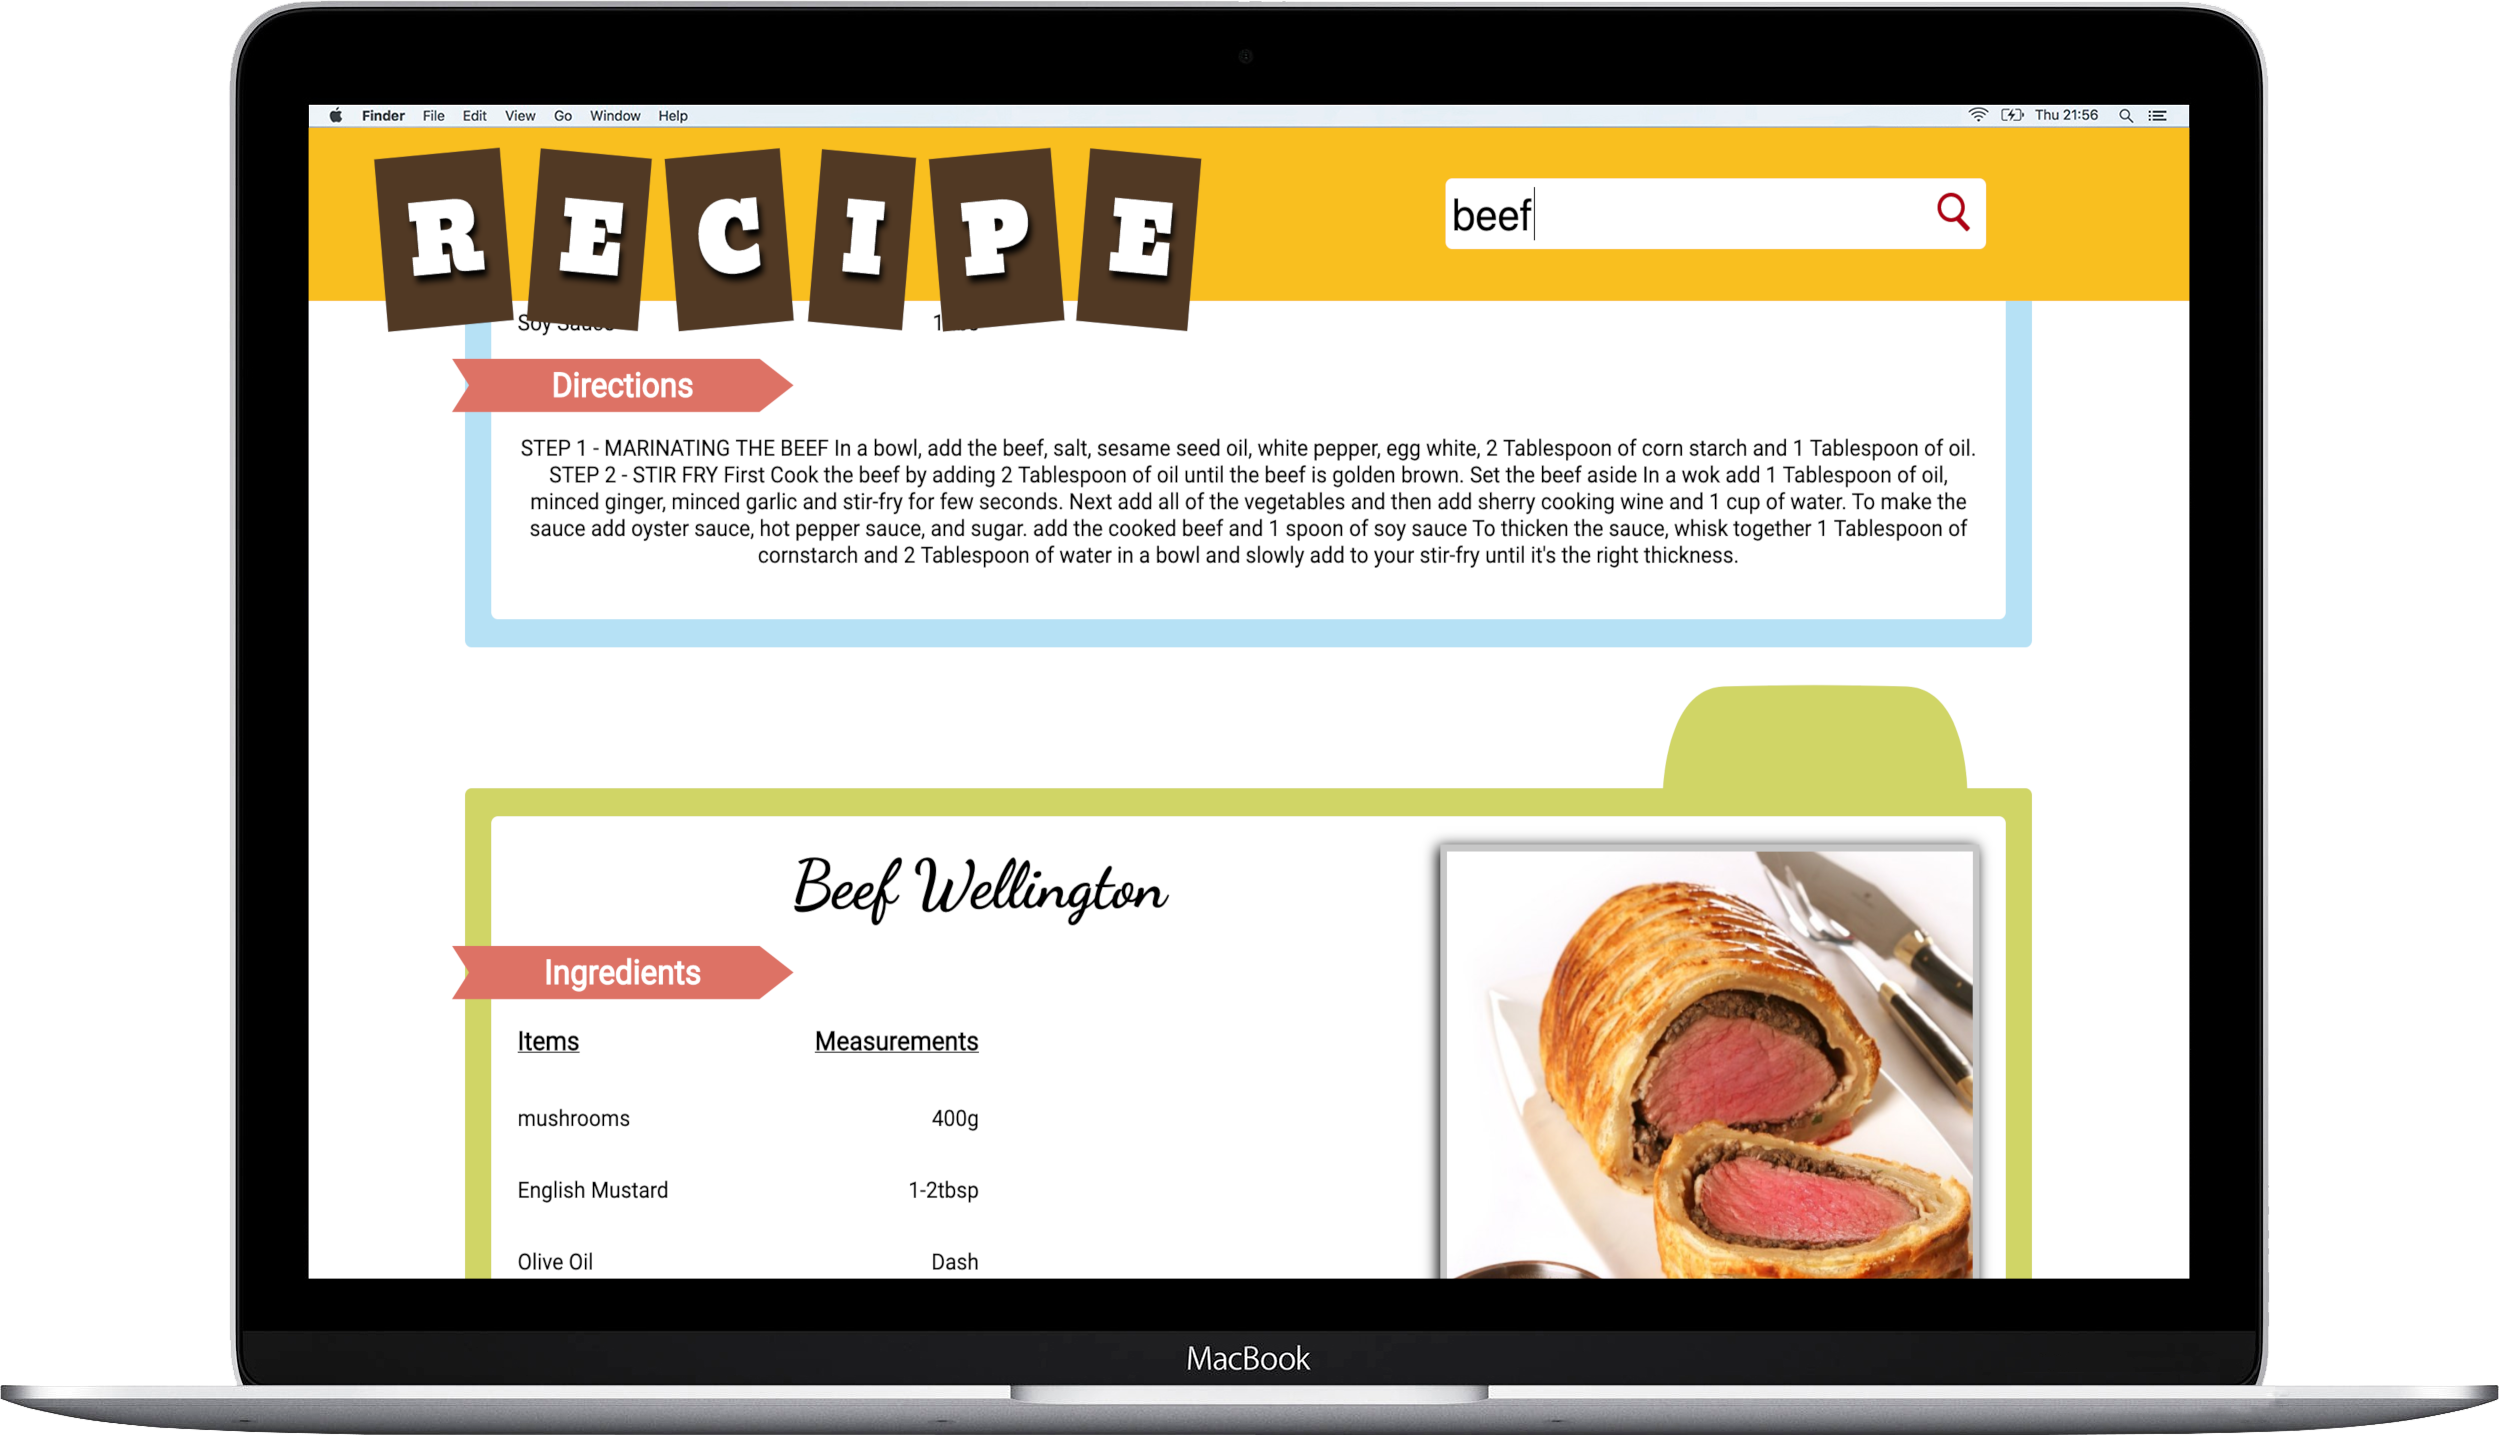 Finder File Edit View Go Window Help Thu 21:56
RECIPE
beef
Soy Sauce
Directions
STEP 1 - MARINATING THE BEEF In a bowl, add the beef, salt, sesame seed oil, white pepper, egg white, 2 Tablespoon of corn starch and 1 Tablespoon of oil.
STEP 2 - STIR FRY First Cook the beef by adding 2 Tablespoon of oil until the beef is golden brown. Set the beef aside In a wok add 1 Tablespoon of oil,
minced ginger, minced garlic and stir-fry for few seconds. Next add all of the vegetables and then add sherry cooking wine and 1 cup of water. To make the
sauce add oyster sauce, hot pepper sauce, and sugar. add the cooked beef and 1 spoon of soy sauce To thicken the sauce, whisk together 1 Tablespoon of
cornstarch and 2 Tablespoon of water in a bowl and slowly add to your stir-fry until it's the right thickness.
Beef Wellington
Ingredients
Items Measurements
mushrooms 400g
English Mustard 1-2tbsp
Olive Oil Dash
MacBook